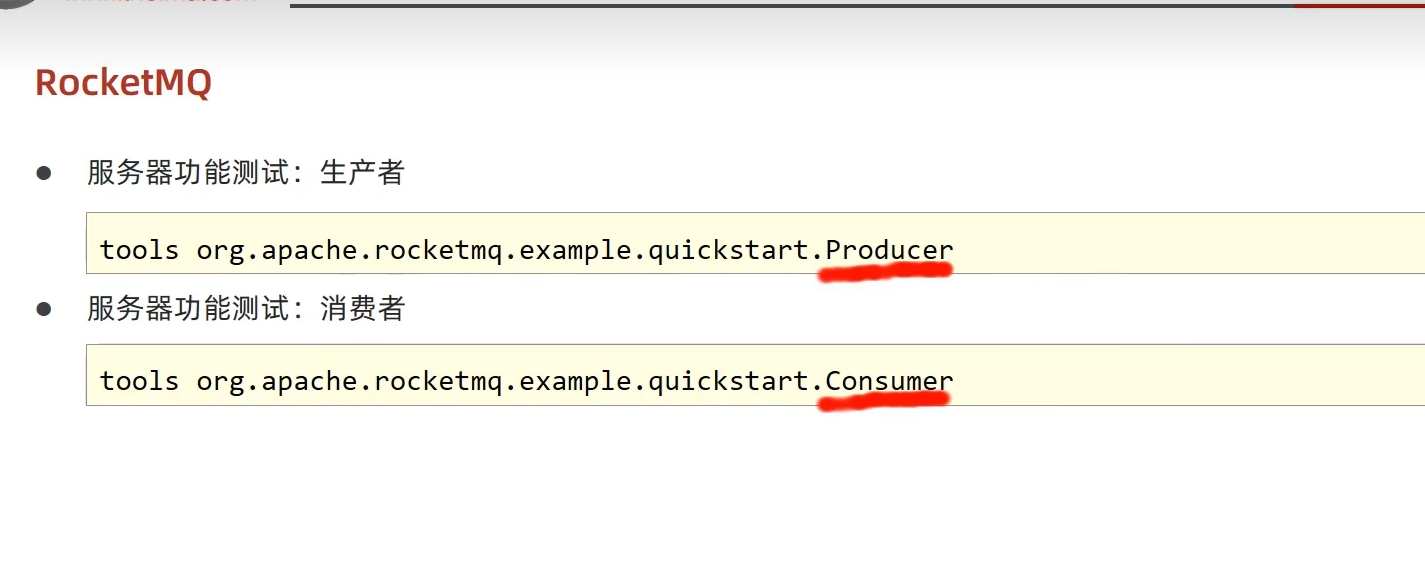 RocketMQ
● 服务器功能测试：生产者
tools org.apache.rocketmq.example.quickstart.Producer
● 服务器功能测试：消费者
tools org.apache.rocketmq.example.quickstart.Consumer